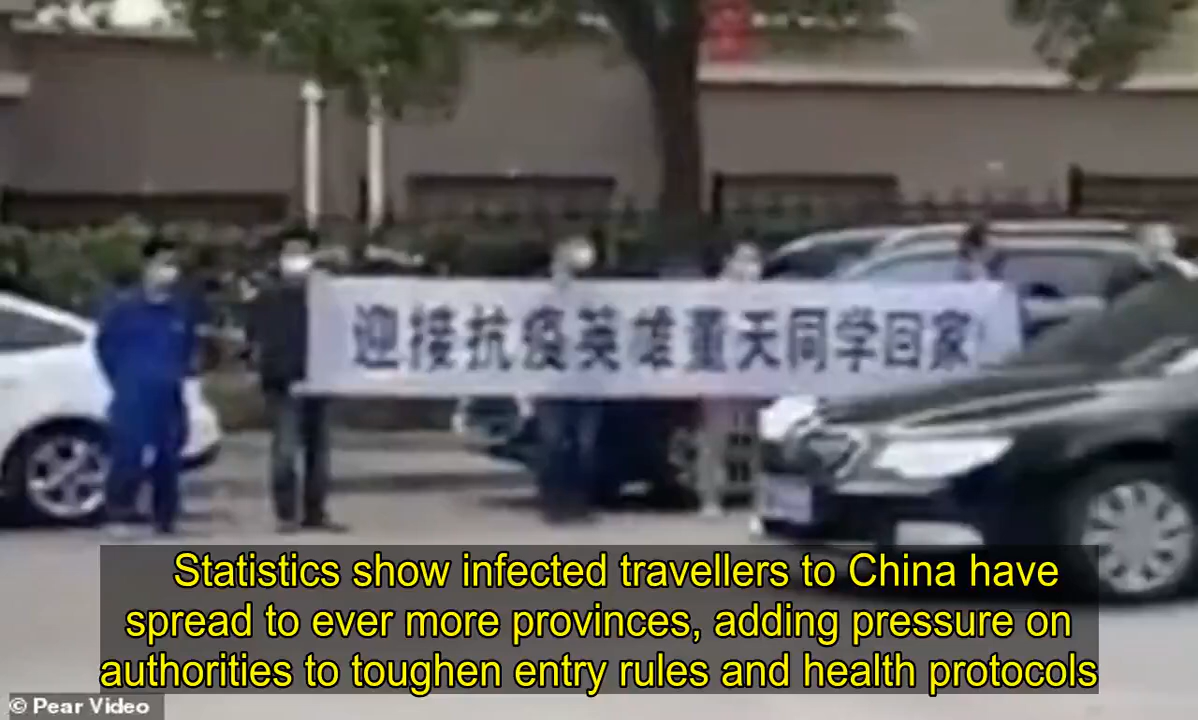 迎接抗疫英雄董天同学回家
Statistics show infected travellers to China have
spread to ever more provinces, adding pressure on
authorities to toughen entry rules and health protocols
© Pear Video